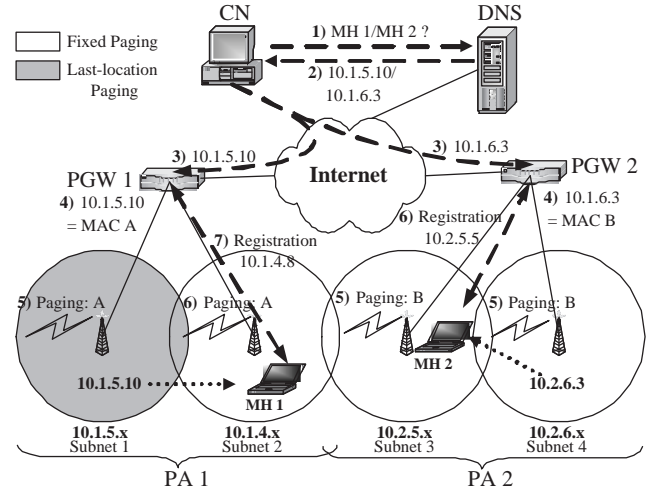 CN
DNS
Fixed Paging
Last-location
Paging
1) MH 1/MH 2 ?
2) 10.1.5.10/
10.1.6.3
3) 10.1.5.10
3) 10.1.6.3
PGW 1
Internet
PGW 2
4) 10.1.5.10
= MAC A
6) Registration
10.2.5.5
4) 10.1.6.3
= MAC B
7) Registration
10.1.4.8
5) Paging: A
6) Paging: A
5) Paging: B
5) Paging: B
10.1.5.10
MH 1
MH 2
10.2.6.3
10.1.5.x
Subnet 1
10.1.4.x
Subnet 2
10.2.5.x
Subnet 3
10.2.6.x
Subnet 4
PA 1
PA 2